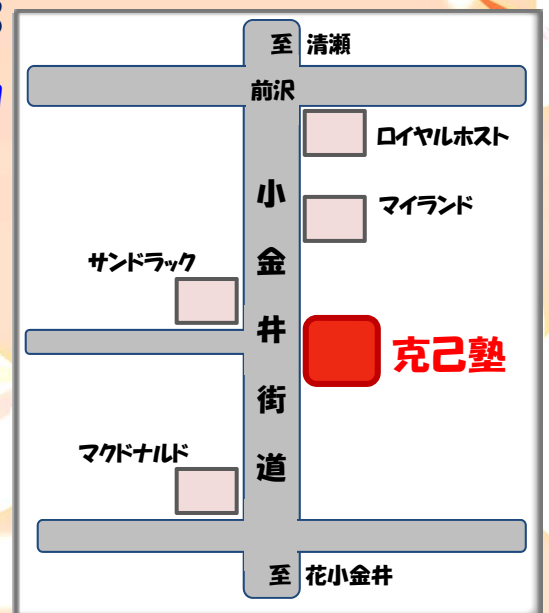 至 清瀬
前沢
ロイヤルホスト
マイランド
小金井街道
サンドラック
克己塾
マクドナルド
至 花小金井